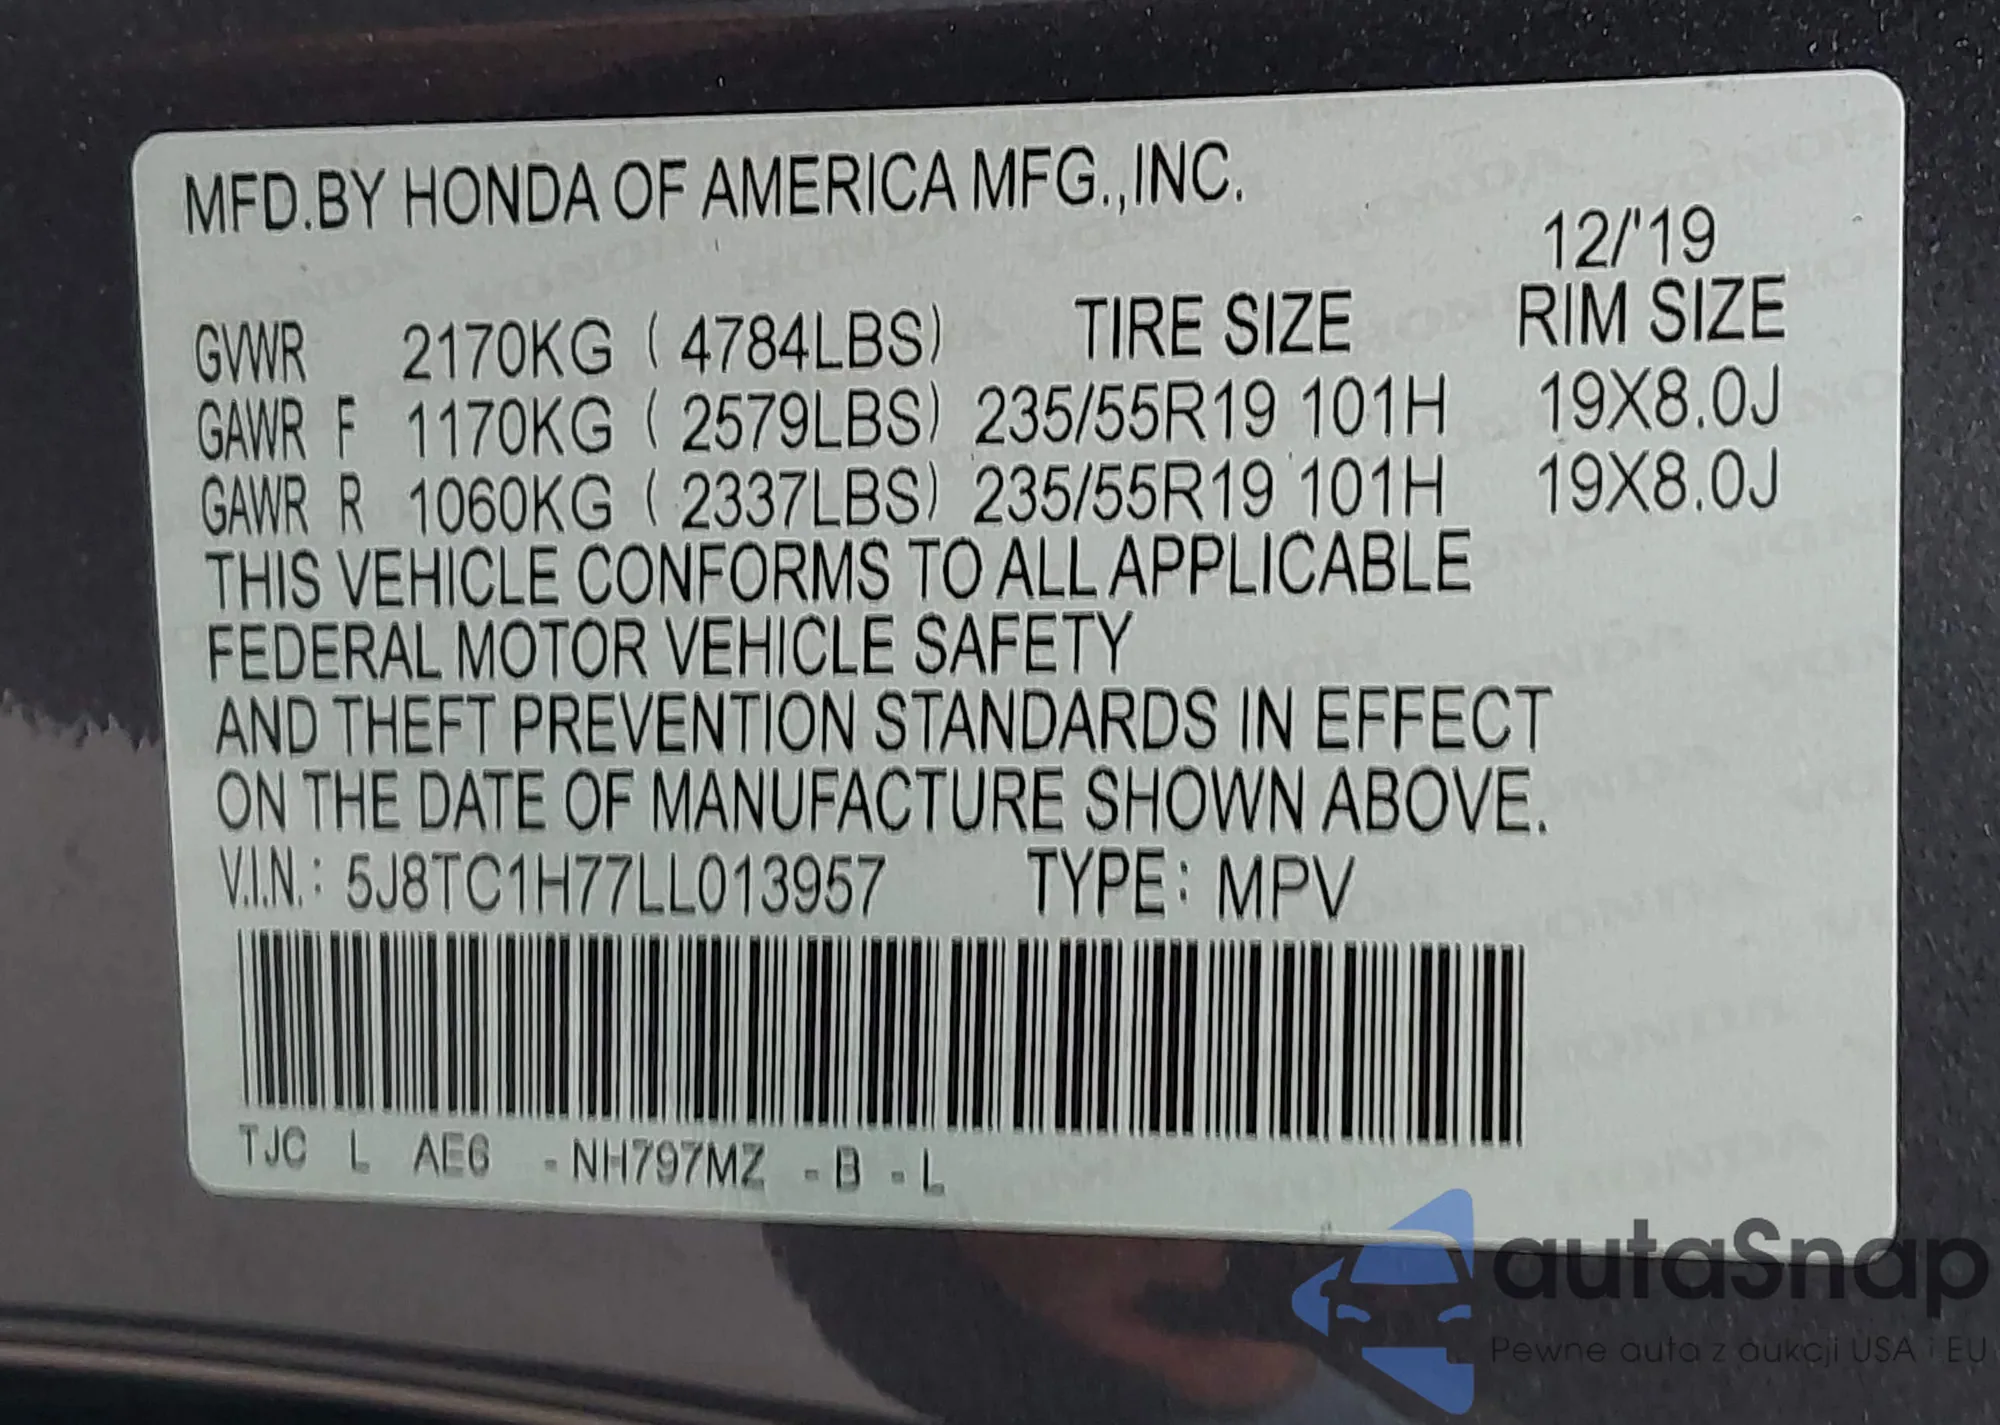 MFD.BY HONDA OF AMERICA MFG.,INC.
12/'19
GVWR 2170KG ( 4784LBS) TIRE SIZE RIM SIZE
GAWR F 1170KG ( 2579LBS) 235/55R19 101H 19X8.0J
GAWR R 1060KG ( 2337LBS) 235/55R19 101H 19X8.0J
THIS VEHICLE CONFORMS TO ALL APPLICABLE
FEDERAL MOTOR VEHICLE SAFETY
AND THEFT PREVENTION STANDARDS IN EFFECT
ON THE DATE OF MANUFACTURE SHOWN ABOVE.
V.I.N.: 5J8TC1H77LL013957 TYPE: MPV
TJC L AE6 -NH797MZ -B -L
autaSnap
Pewne auta z aukcji USA i EU